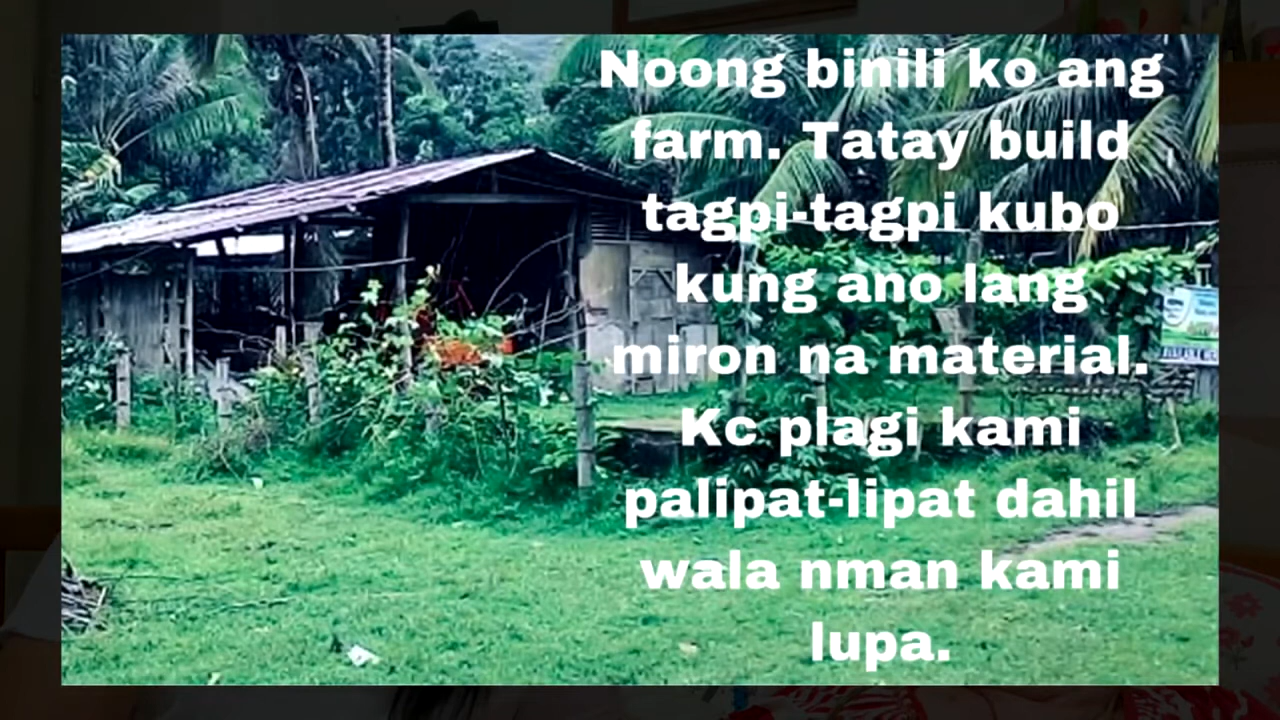 Noong binili ko ang
farm. Tatay build
tagpi-tagpi kubo
kung ano lang
miron na material.
Kc plagi kami
palipat-lipat dahil
wala nman kami
lupa.